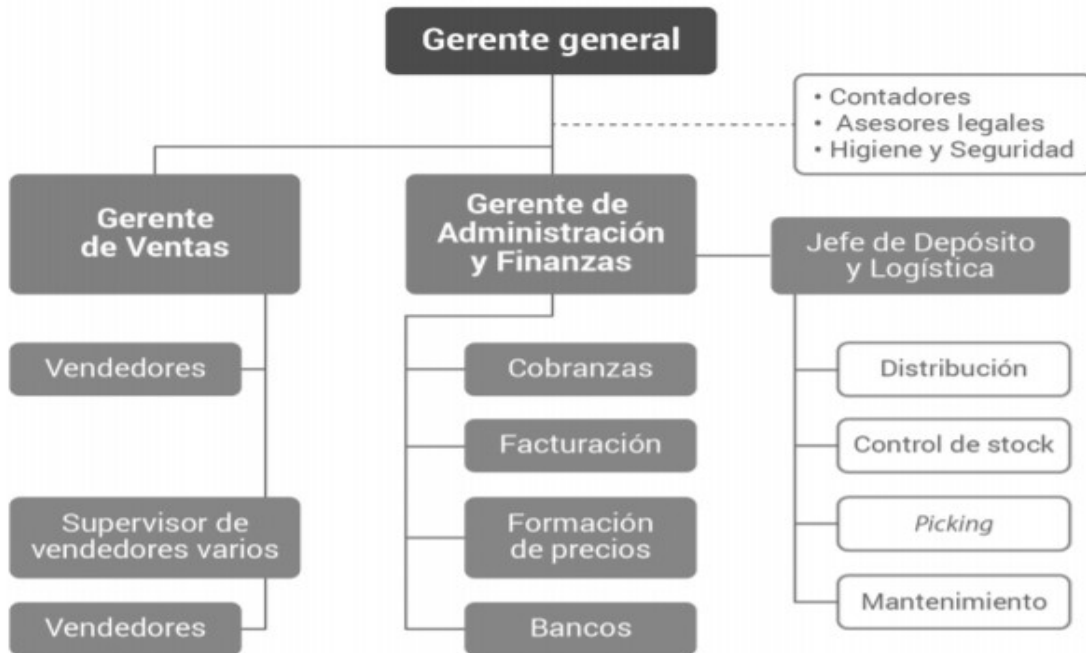 Gerente general
• Contadores
• Asesores legales
• Higiene y Seguridad
Gerente
de Ventas
Gerente de
Administración
y Finanzas
Jefe de Depósito
y Logística
Vendedores
Supervisor de
vendedores varios
Vendedores
Cobranzas
Facturación
Formación
de precios
Bancos
Distribución
Control de stock
Picking
Mantenimiento